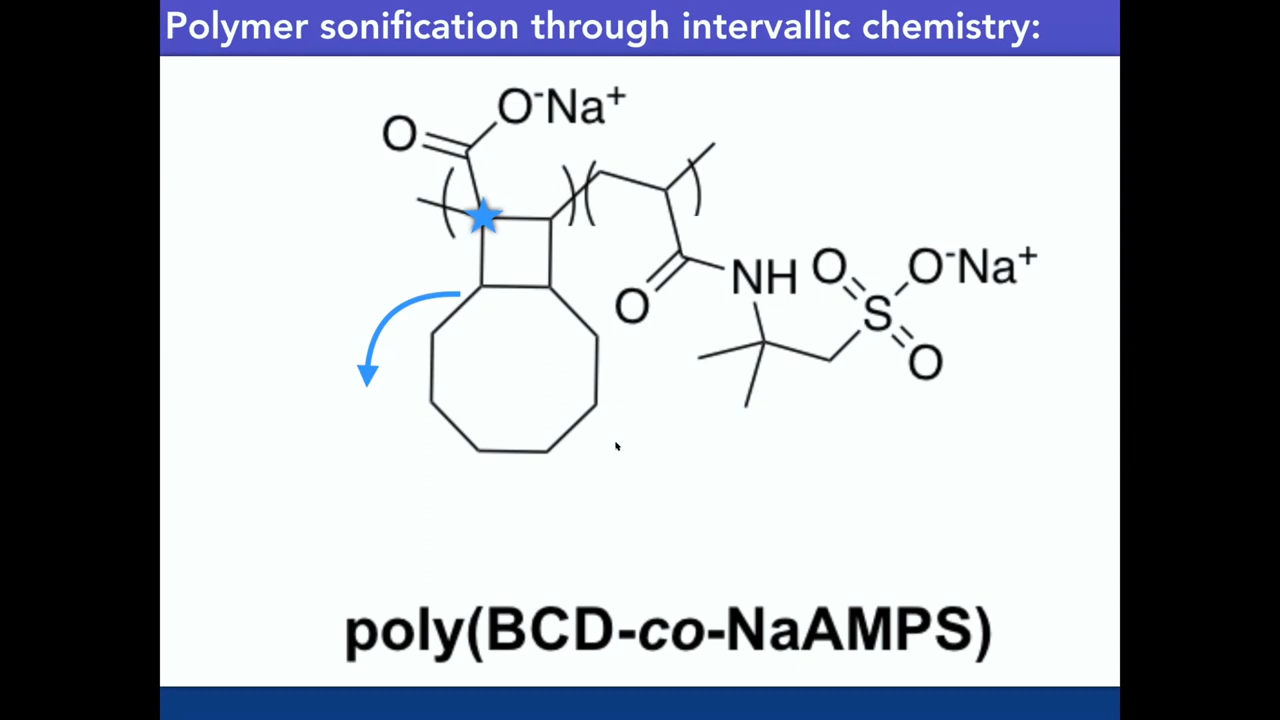 Polymer sonification through intervallic chemistry:
O⁻Na⁺
O
NH
O
O
O⁻Na⁺
S
O
poly(BCD-co-NaAMPS)